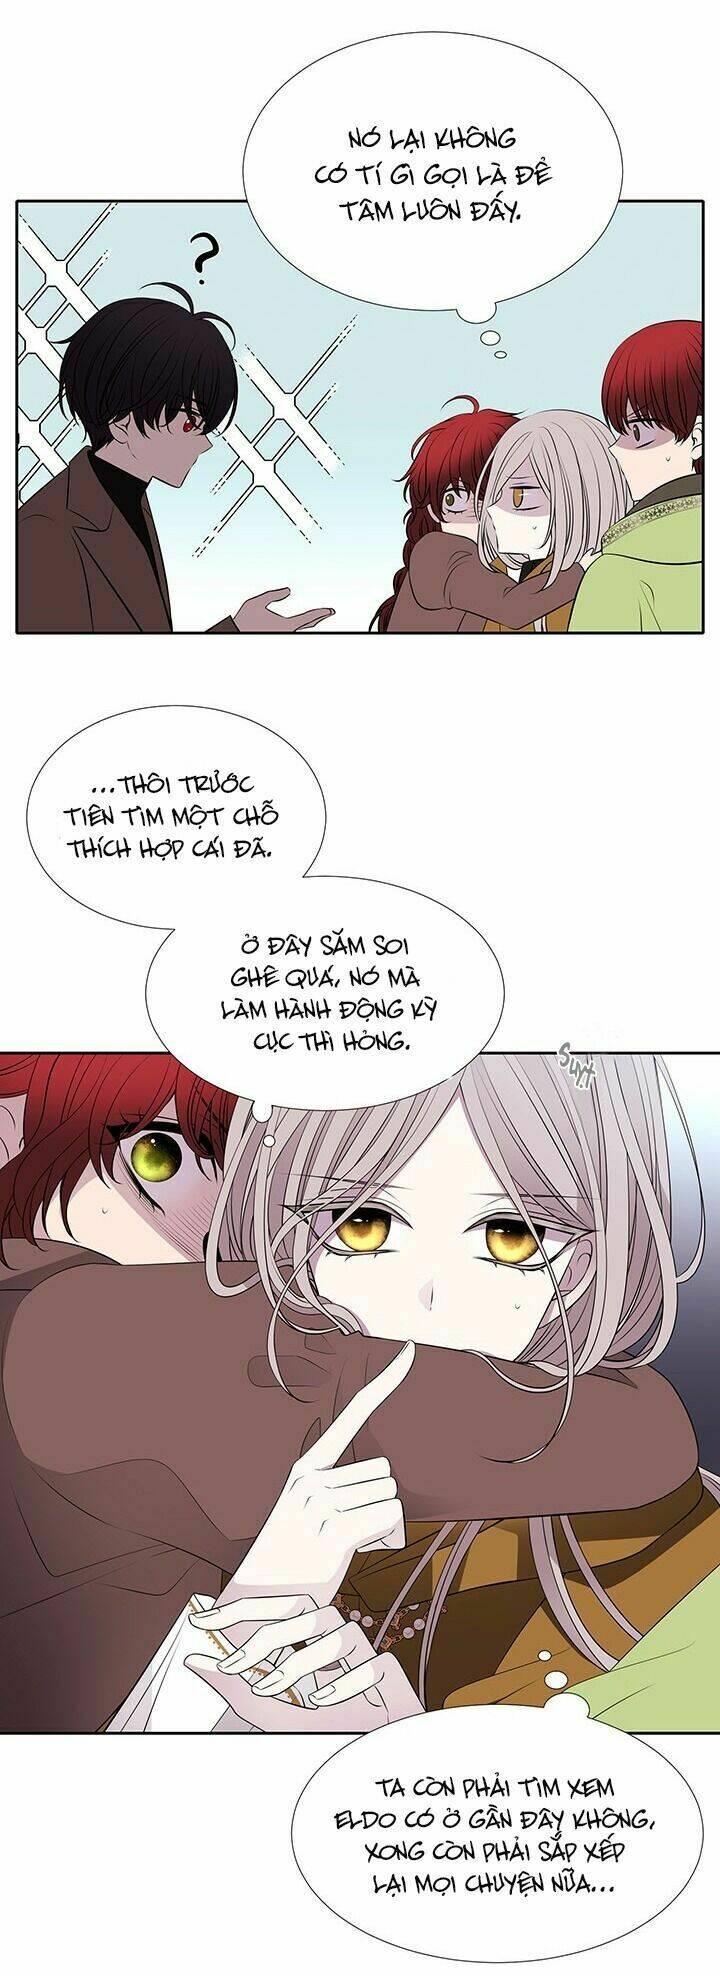 NÓ LẠI KHÔNG
CÓ TÍ GÌ GỌI LÀ ĐỂ
TÂM LUÔN ĐẤY.
?
...THÔI TRƯỚC
TIÊN TÌM MỘT CHỖ
THÍCH HỢP CÁI ĐÃ.
Ở ĐÂY SĂM SOI
GHÊ QUÁ, NÓ MÀ
LÀM HÀNH ĐỘNG KỲ
CỤC THÌ HỎNG.
Suỵt
TA CÒN PHẢI TÌM XEM
ELDO CÓ Ở GẦN ĐÂY KHÔNG,
XONG CÒN PHẢI SẮP XẾP
LẠI MỌI CHUYỆN NỮA...